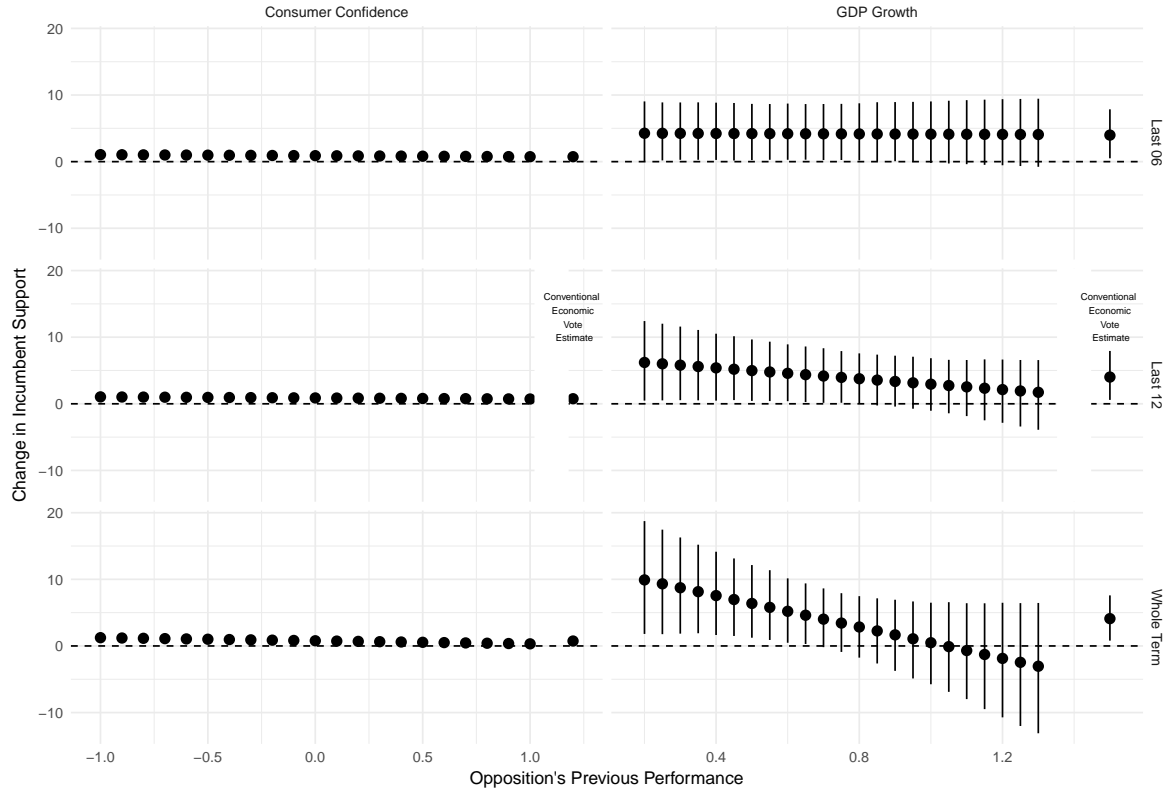 Consumer Confidence
GDP Growth
20
10
0
−10
Last 06
20
10
0
−10
Conventional
Economic
Vote
Estimate
Conventional
Economic
Vote
Estimate
Last 12
20
10
0
−10
Whole Term
Change in Incumbent Support
−1.0
−0.5
0.0
0.5
1.0
0.4
0.8
1.2
Opposition's Previous Performance